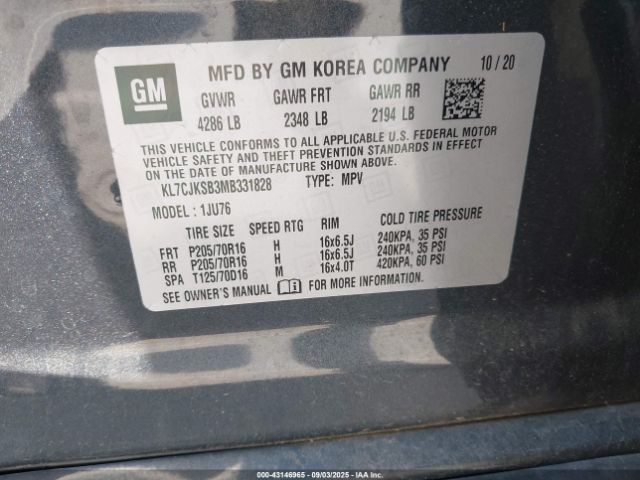 GM MFD BY GM KOREA COMPANY 10/20
GVWR GAWR FRT GAWR RR
4286 LB 2348 LB 2194 LB
THIS VEHICLE CONFORMS TO ALL APPLICABLE U.S. FEDERAL MOTOR
VEHICLE SAFETY AND THEFT PREVENTION STANDARDS IN EFFECT
ON THE DATE OF MANUFACTURE SHOWN ABOVE.
KL7CJKSB3MB331828 TYPE: MPV
MODEL: 1JU76
TIRE SIZE SPEED RTG RIM COLD TIRE PRESSURE
FRT P205/70R16 H 16x6.5J 240KPA, 35 PSI
RR P205/70R16 H 16x6.5J 240KPA, 35 PSI
SPA T125/70D16 M 16x4.0T 420KPA, 60 PSI
SEE OWNER'S MANUAL FOR MORE INFORMATION
00-43146965 - 09/03/2025 - COPYRIGHT IAA, LLC